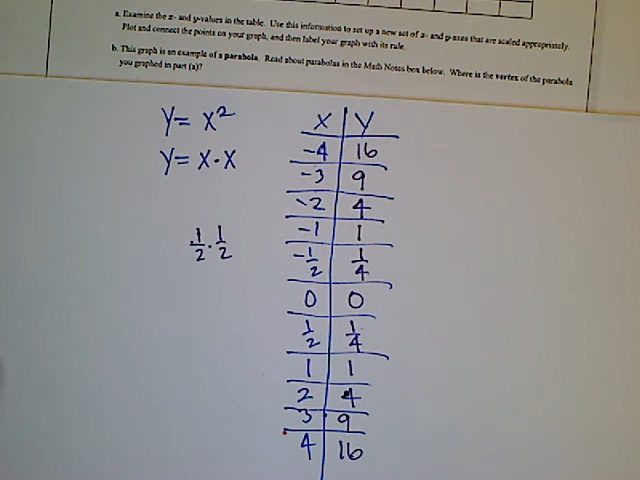 a. Examine the x- and y-values in the table. Use this information to set up a new set of x- and y-axes that are scaled appropriately.
Plot and connect the points on your graph, and then label your graph with its rule.
b. This graph is an example of a parabola. Read about parabolas in the Math Notes box below. Where is the vertex of the parabola
you graphed in part (a)?
y = x²
y = x · x
1/2 · 1/2
x y
-4 16
-3 9
-2 4
-1 1
-1/2 1/4
0 0
1/2 1/4
1 1
2 4
3 9
4 16